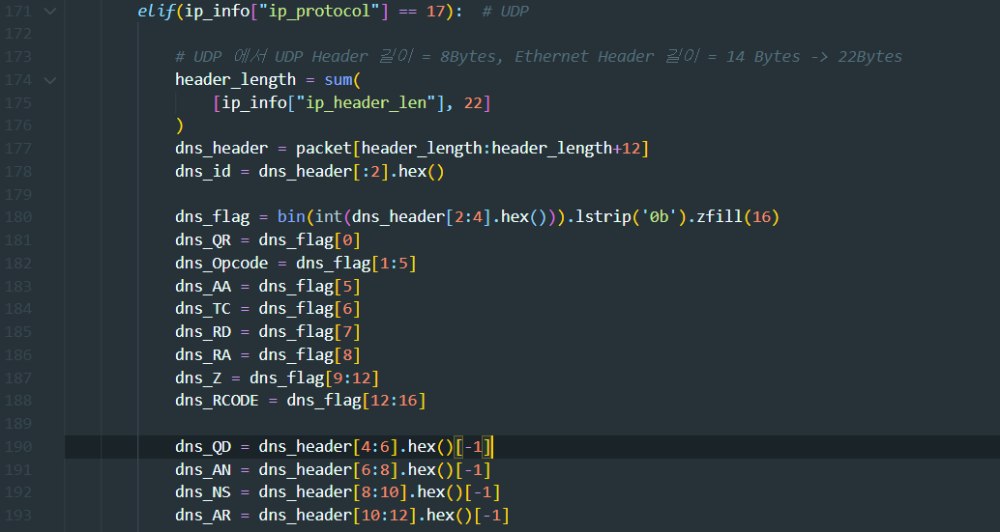 171 elif(ip_info["ip_protocol"] == 17):  # UDP
172
173 # UDP 에서 UDP Header 길이 = 8Bytes, Ethernet Header 길이 = 14 Bytes -> 22Bytes
174 header_length = sum(
175 [ip_info["ip_header_len"], 22]
176 )
177 dns_header = packet[header_length:header_length+12]
178 dns_id = dns_header[:2].hex()
179
180 dns_flag = bin(int(dns_header[2:4].hex())).lstrip('0b').zfill(16)
181 dns_QR = dns_flag[0]
182 dns_Opcode = dns_flag[1:5]
183 dns_AA = dns_flag[5]
184 dns_TC = dns_flag[6]
185 dns_RD = dns_flag[7]
186 dns_RA = dns_flag[8]
187 dns_Z = dns_flag[9:12]
188 dns_RCODE = dns_flag[12:16]
189
190 dns_QD = dns_header[4:6].hex()[-1]
191 dns_AN = dns_header[6:8].hex()[-1]
192 dns_NS = dns_header[8:10].hex()[-1]
193 dns_AR = dns_header[10:12].hex()[-1]